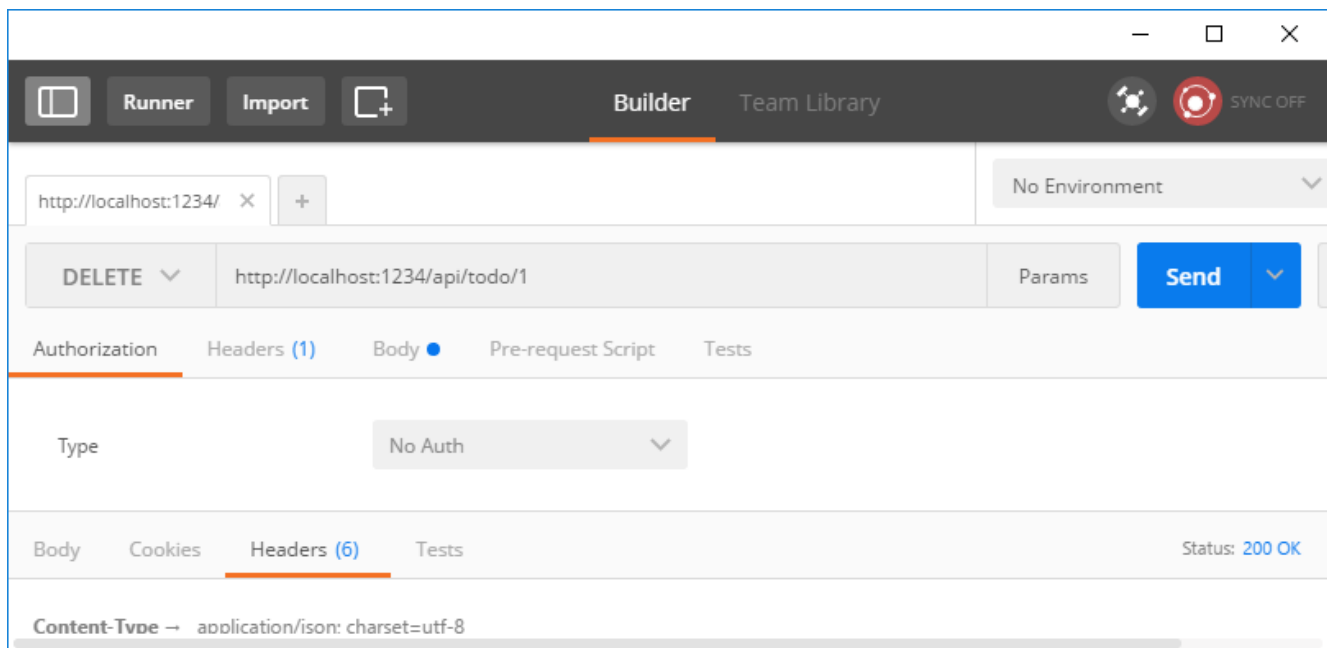 Runner Import Builder Team Library SYNC OFF
http://localhost:1234/ No Environment
DELETE http://localhost:1234/api/todo/1 Params Send
Authorization Headers (1) Body Pre-request Script Tests
Type No Auth
Body Cookies Headers (6) Tests Status: 200 OK
Content-Type → application/json; charset=utf-8